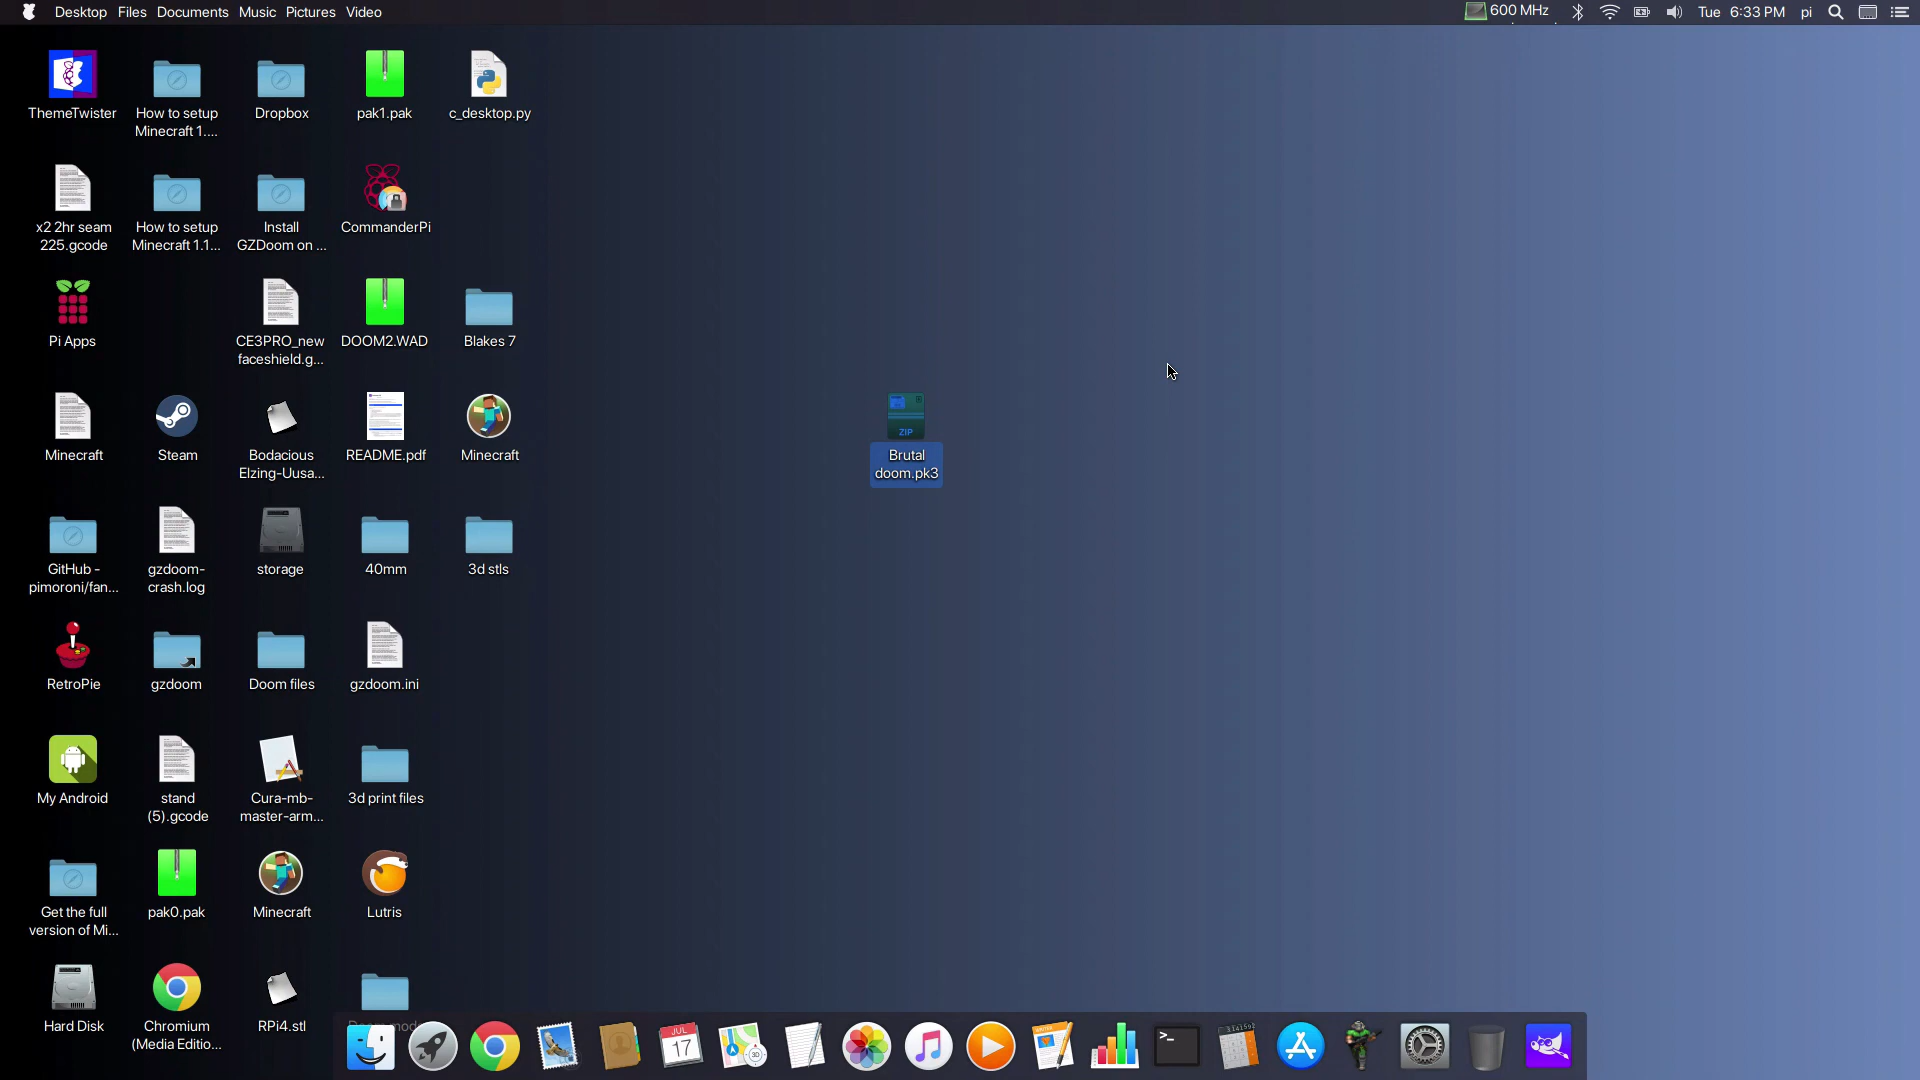 Desktop Files Documents Music Pictures Video
600 MHz
Tue 6:33 PM pi
ThemeTwister
How to setup
Minecraft 1....
Dropbox
pak1.pak
c_desktop.py
x2 2hr seam
225.gcode
How to setup
Minecraft 1.1...
Install
GZDoom on ...
CommanderPi
Pi Apps
CE3PRO_new
faceshield.g...
DOOM2.WAD
Blakes 7
Minecraft
Steam
Bodacious
Elzing-Uusa...
README.pdf
Minecraft
ZIP
Brutal
doom.pk3
GitHub -
pimoroni/fan...
gzdoom-
crash.log
storage
40mm
3d stls
RetroPie
gzdoom
Doom files
gzdoom.ini
My Android
stand
(5).gcode
Cura-mb-
master-arm...
3d print files
Get the full
version of Mi...
pak0.pak
Minecraft
Lutris
Hard Disk
Chromium
(Media Editio...
RPi4.stl
JUL
17